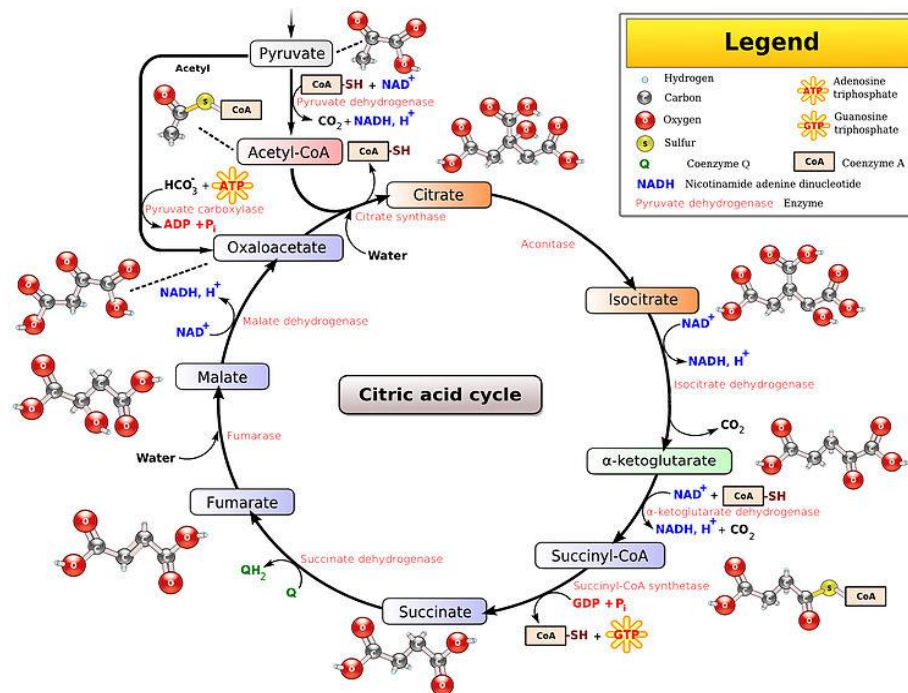 Pyruvate
Acetyl
S CoA
CoA -SH + NAD+
Pyruvate dehydrogenase
CO2 + NADH, H+
Acetyl-CoA
CoA -SH
HCO3- + ATP
Pyruvate carboxylase
ADP + Pi
Citrate
Citrate synthase
Water
Oxaloacetate
Aconitase
Isocitrate
NAD+
NADH, H+
Isocitrate dehydrogenase
CO2
α-ketoglutarate
NAD+ + CoA -SH
α-ketoglutarate dehydrogenase
NADH, H+ + CO2
Succinyl-CoA
S CoA
Succinyl-CoA synthetase
GDP + Pi
CoA -SH + GTP
Succinate
Succinate dehydrogenase
QH2
Q
Fumarate
Fumarase
Water
Malate
Malate dehydrogenase
NADH, H+
NAD+
Citric acid cycle
Legend
Hydrogen
Carbon
Oxygen
Sulfur
Q Coenzyme Q
NADH Nicotinamide adenine dinucleotide
Pyruvate dehydrogenase Enzyme
ATP Adenosine
triphosphate
GTP Guanosine
triphosphate
CoA Coenzyme A